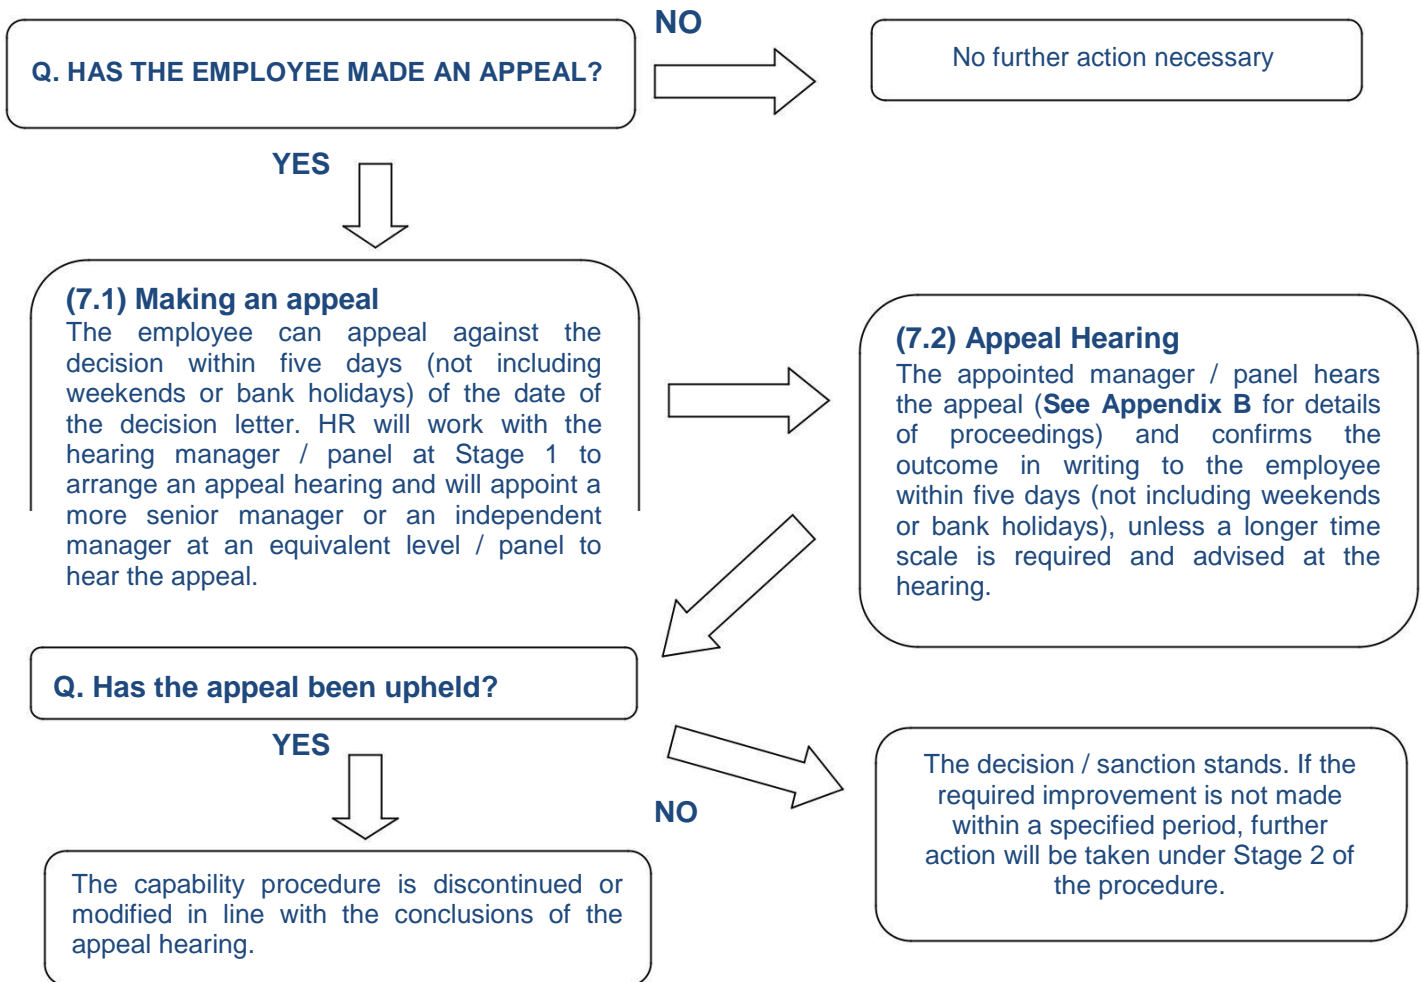 NO
Q. HAS THE EMPLOYEE MADE AN APPEAL?
No further action necessary
YES
(7.1) Making an appeal
The employee can appeal against the
decision within five days (not including
weekends or bank holidays) of the date of
the decision letter. HR will work with the
hearing manager / panel at Stage 1 to
arrange an appeal hearing and will appoint a
more senior manager or an independent
manager at an equivalent level / panel to
hear the appeal.
(7.2) Appeal Hearing
The appointed manager / panel hears
the appeal (See Appendix B for details
of proceedings) and confirms the
outcome in writing to the employee
within five days (not including weekends
or bank holidays), unless a longer time
scale is required and advised at the
hearing.
Q. Has the appeal been upheld?
YES
NO
The decision / sanction stands. If the
required improvement is not made
within a specified period, further
action will be taken under Stage 2 of
the procedure.
The capability procedure is discontinued or
modified in line with the conclusions of the
appeal hearing.